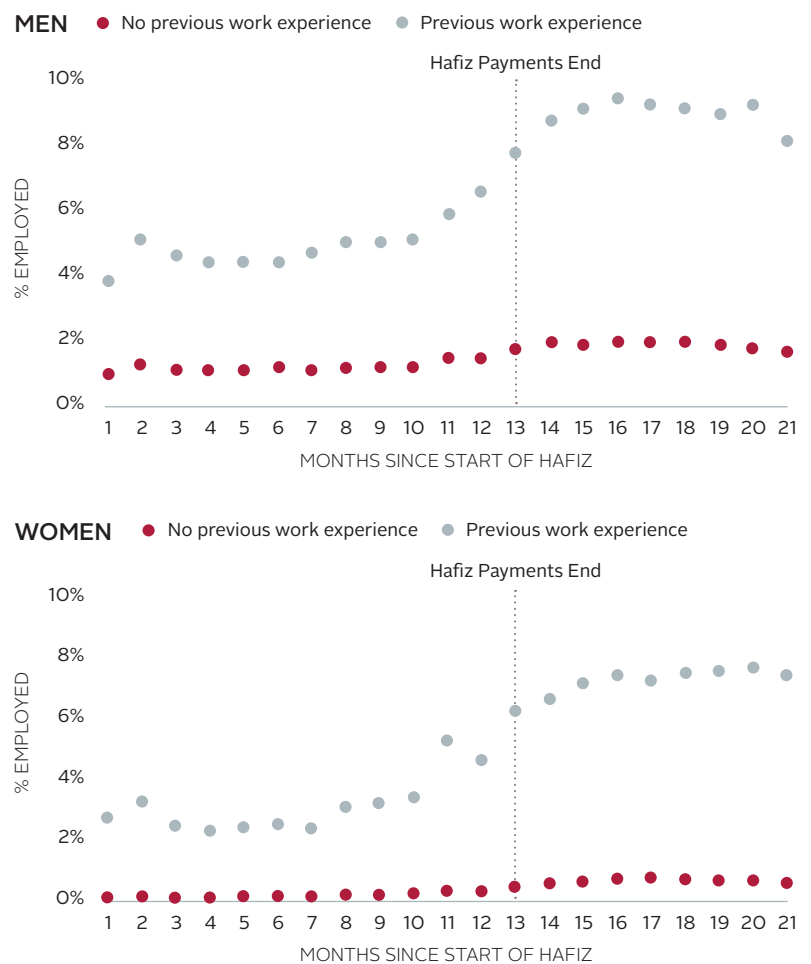 MEN No previous work experience Previous work experience
Hafiz Payments End
10%
8%
6%
4%
2%
0%
% EMPLOYED
1 2 3 4 5 6 7 8 9 10 11 12 13 14 15 16 17 18 19 20 21
MONTHS SINCE START OF HAFIZ
WOMEN No previous work experience Previous work experience
Hafiz Payments End
10%
8%
6%
4%
2%
0%
% EMPLOYED
1 2 3 4 5 6 7 8 9 10 11 12 13 14 15 16 17 18 19 20 21
MONTHS SINCE START OF HAFIZ